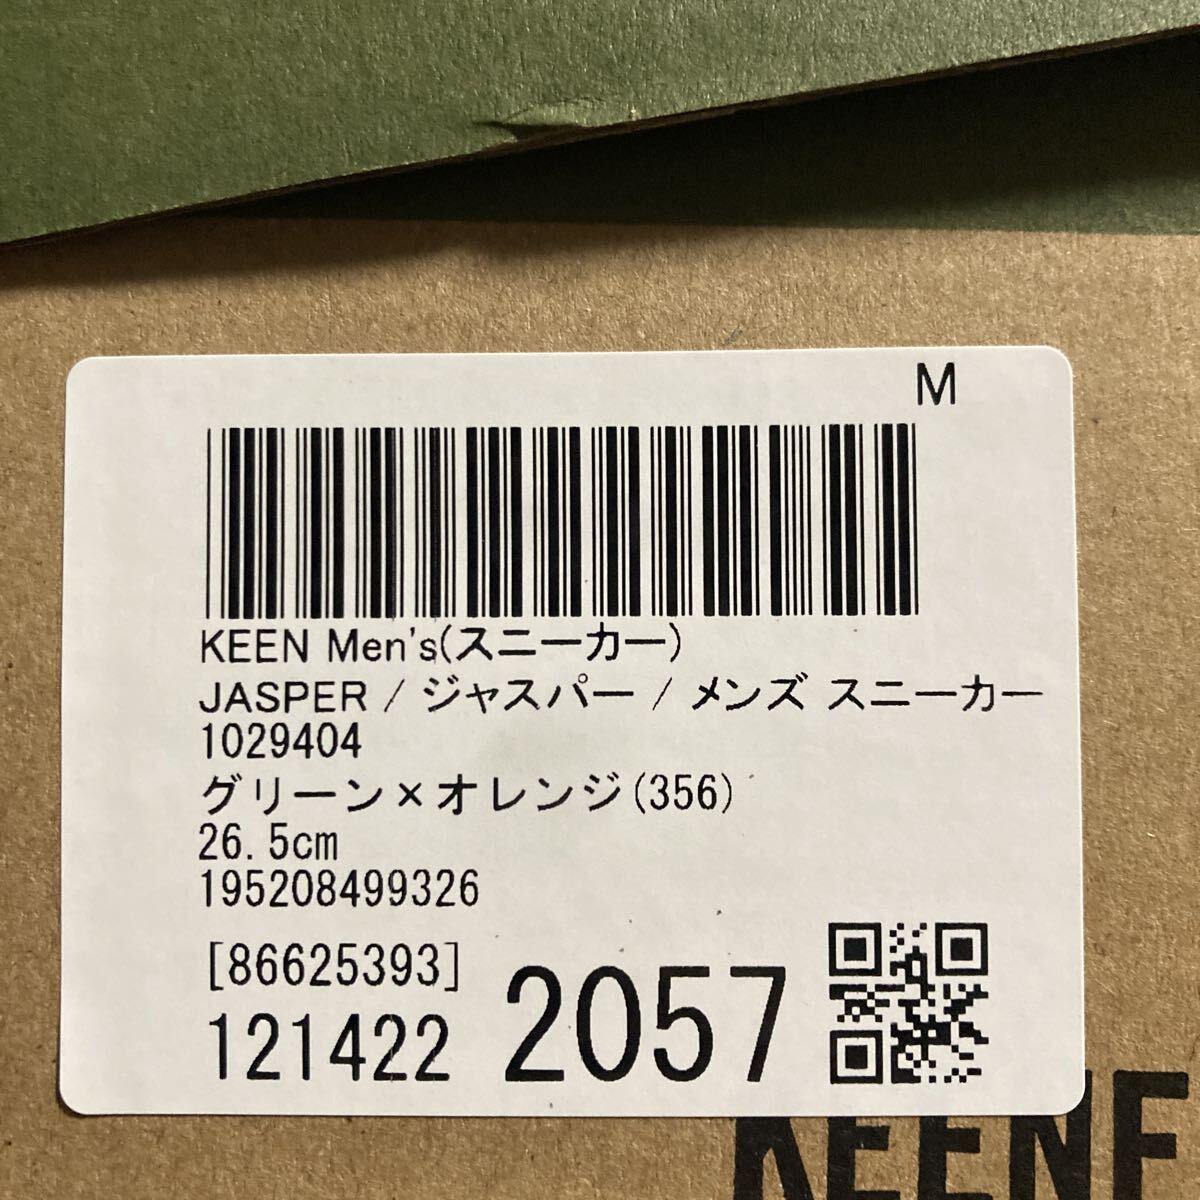 M
KEEN Men's(スニーカー)
JASPER / ジャスパー / メンズ スニーカー
1029404
グリーン×オレンジ(356)
26.5cm
195208499326
[86625393]
121422 2057
KEENF